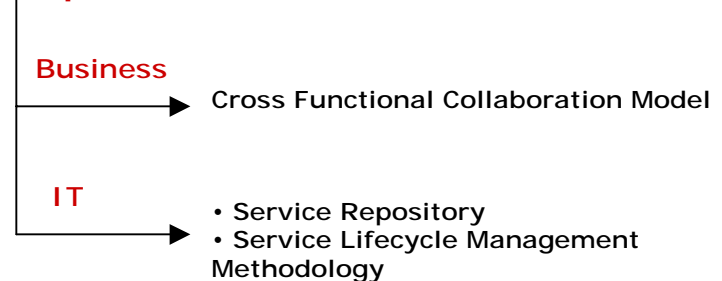 Business
Cross Functional Collaboration Model
IT
• Service Repository
• Service Lifecycle Management
Methodology